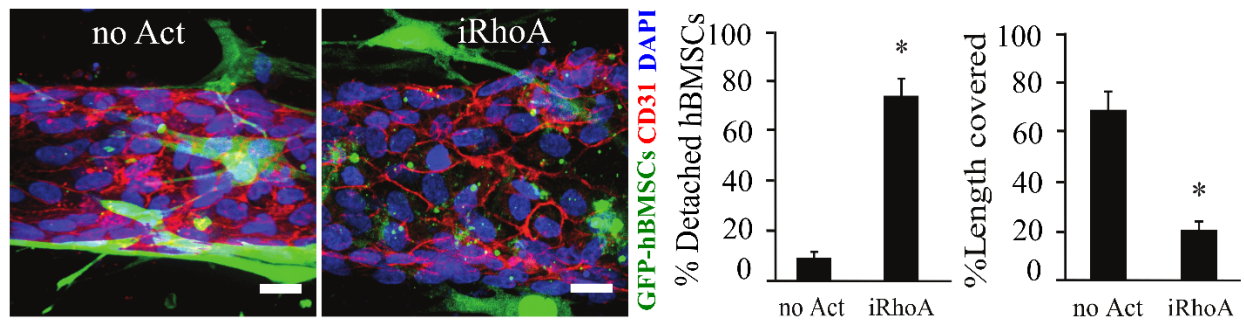 no Act
iRhoA
GFP-hBMSCs CD31 DAPI
% Detached hBMSCs
100
80
60
40
20
0
*
no Act
iRhoA
%Length covered
100
80
60
40
20
0
*
no Act
iRhoA